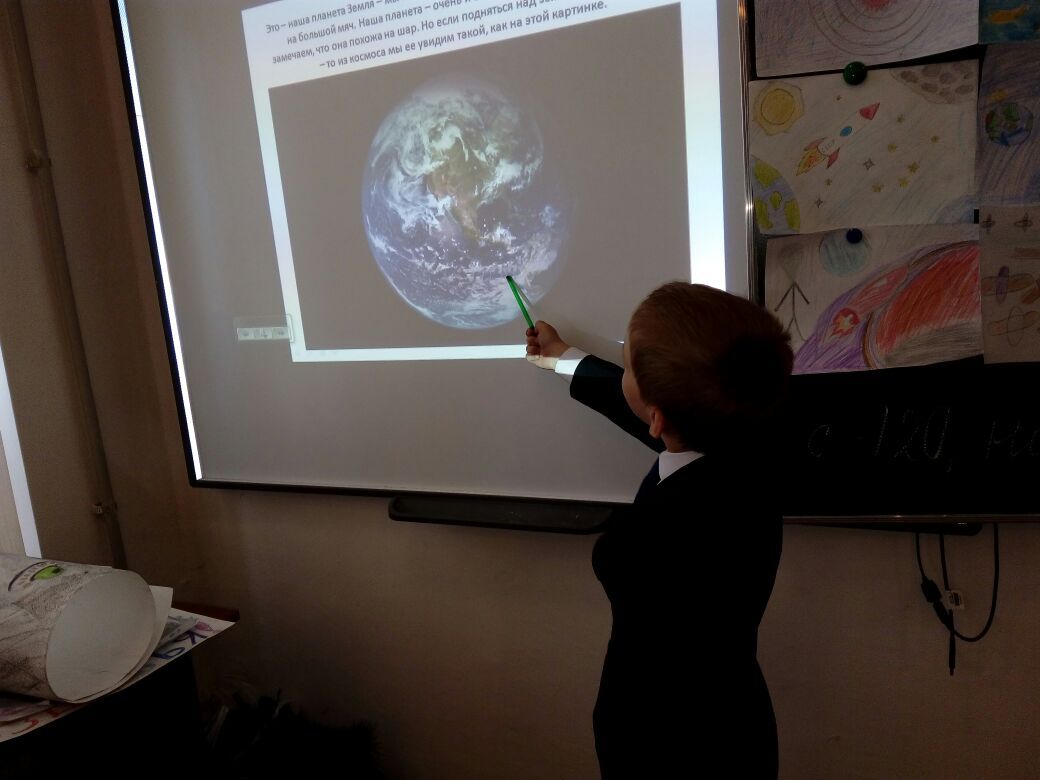 Это – наша планета Земля – мы
на большой мяч. Наша планета – очень
замечаем, что она похожа на шар. Но если подняться над
– то из космоса мы ее увидим такой, как на этой картинке.